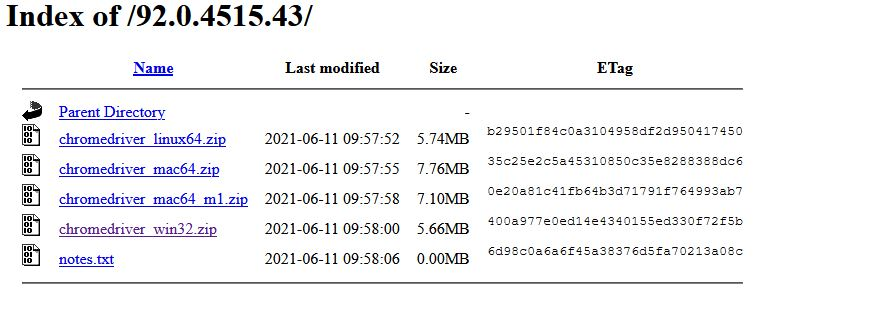 Index of /92.0.4515.43/
Name Last modified Size ETag
Parent Directory -
chromedriver_linux64.zip 2021-06-11 09:57:52 5.74MB b29501f84c0a3104958df2d950417450
chromedriver_mac64.zip 2021-06-11 09:57:55 7.76MB 35c25e2c5a45310850c35e8288388dc6
chromedriver_mac64_m1.zip 2021-06-11 09:57:58 7.10MB 0e20a81c41fb64b3d71791f764993ab7
chromedriver_win32.zip 2021-06-11 09:58:00 5.66MB 400a977e0ed14e4340155ed330f72f5b
notes.txt 2021-06-11 09:58:06 0.00MB 6d98c0a6a6f45a38376d5fa70213a08c